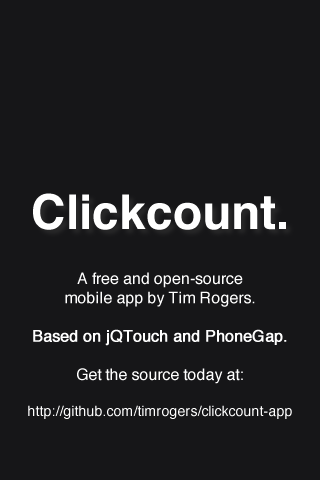 Clickcount.
A free and open-source
mobile app by Tim Rogers.
Based on jQTouch and PhoneGap.
Get the source today at:
http://github.com/timrogers/clickcount-app